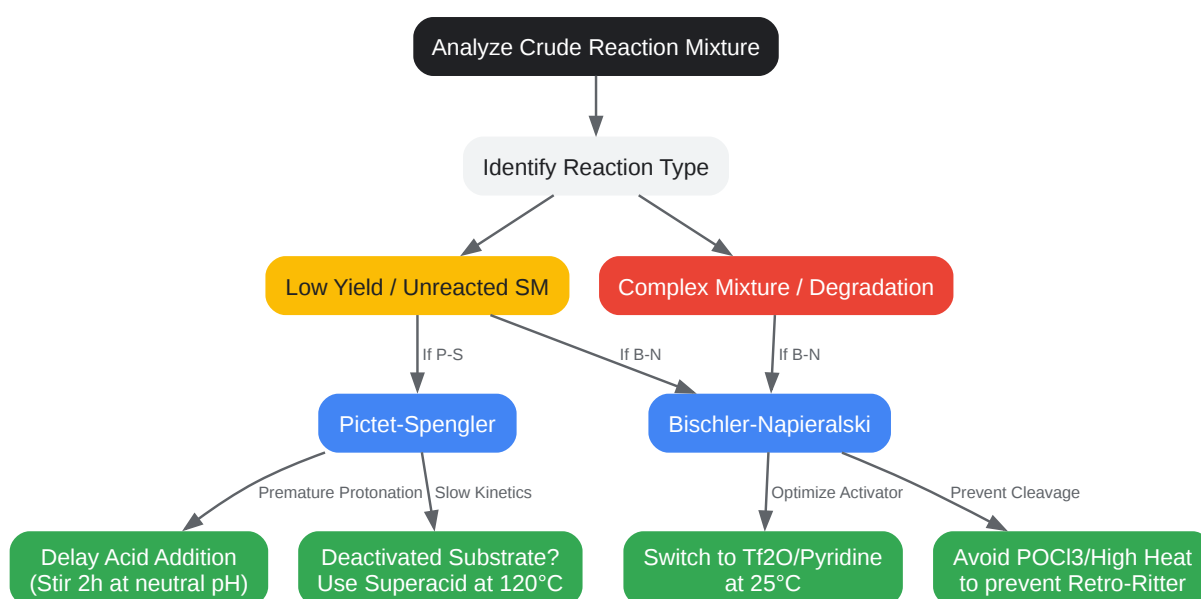 Analyze Crude Reaction Mixture
Identify Reaction Type
Low Yield / Unreacted SM
Complex Mixture / Degradation
If P-S
If B-N
If B-N
Pictet-Spengler
Bischler-Napieralski
Premature Protonation
Slow Kinetics
Optimize Activator
Prevent Cleavage
Delay Acid Addition
(Stir 2h at neutral pH)
Deactivated Substrate?
Use Superacid at 120°C
Switch to Tf2O/Pyridine
at 25°C
Avoid POCl3/High Heat
to prevent Retro-Ritter